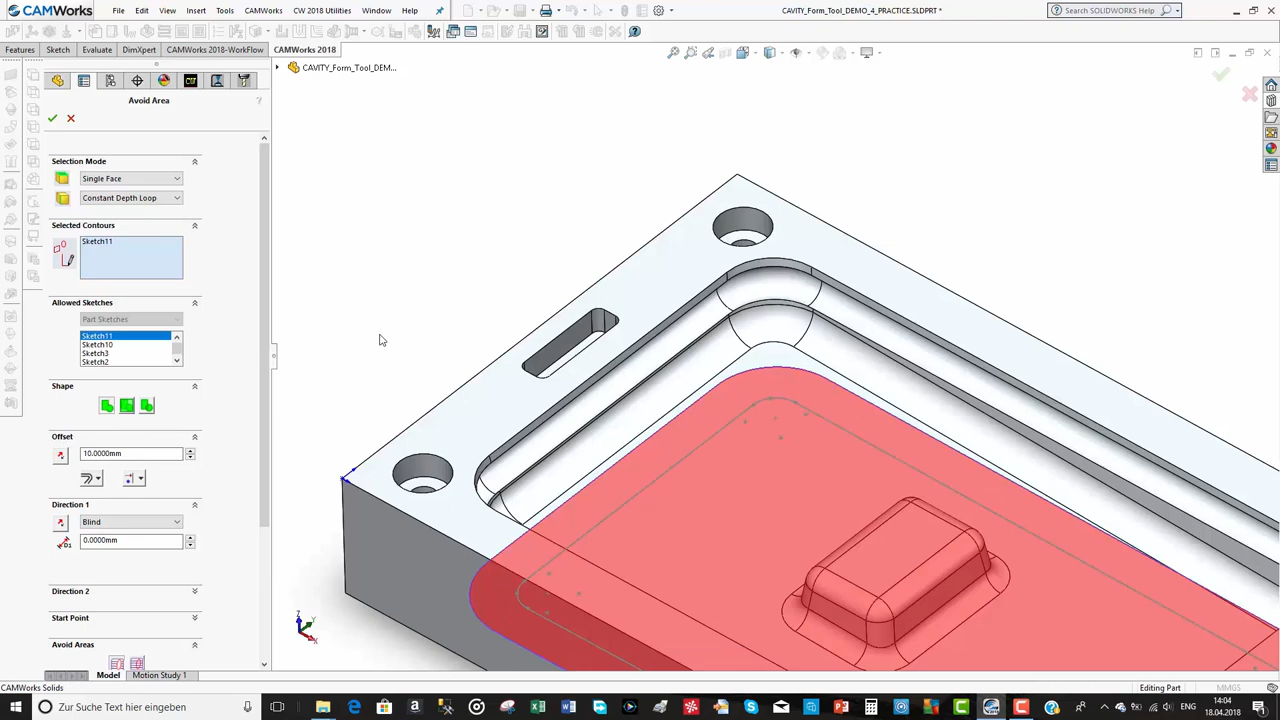 CAMWorks
File Edit View Insert Tools CAMWorks CW 2018 Utilities Window Help
CAVITY_Form_Tool_DEMO_4_PRACTICE.SLDPRT *
Search SOLIDWORKS Help
Features Sketch Evaluate DimXpert CAMWorks 2018-WorkFlow CAMWorks 2018
CAVITY_Form_Tool_DEM...
Avoid Area
?
Selection Mode
Single Face
Constant Depth Loop
Selected Contours
Sketch11
Allowed Sketches
Part Sketches
Sketch11
Sketch10
Sketch3
Sketch2
Shape
Offset
10.0000mm
Direction 1
Blind
0.0000mm
Direction 2
Start Point
Avoid Areas
Z
Y
X
Model Motion Study 1
CAMWorks Solids
Editing Part
MMGS
Zur Suche Text hier eingeben
ENG
14:04
18.04.2018